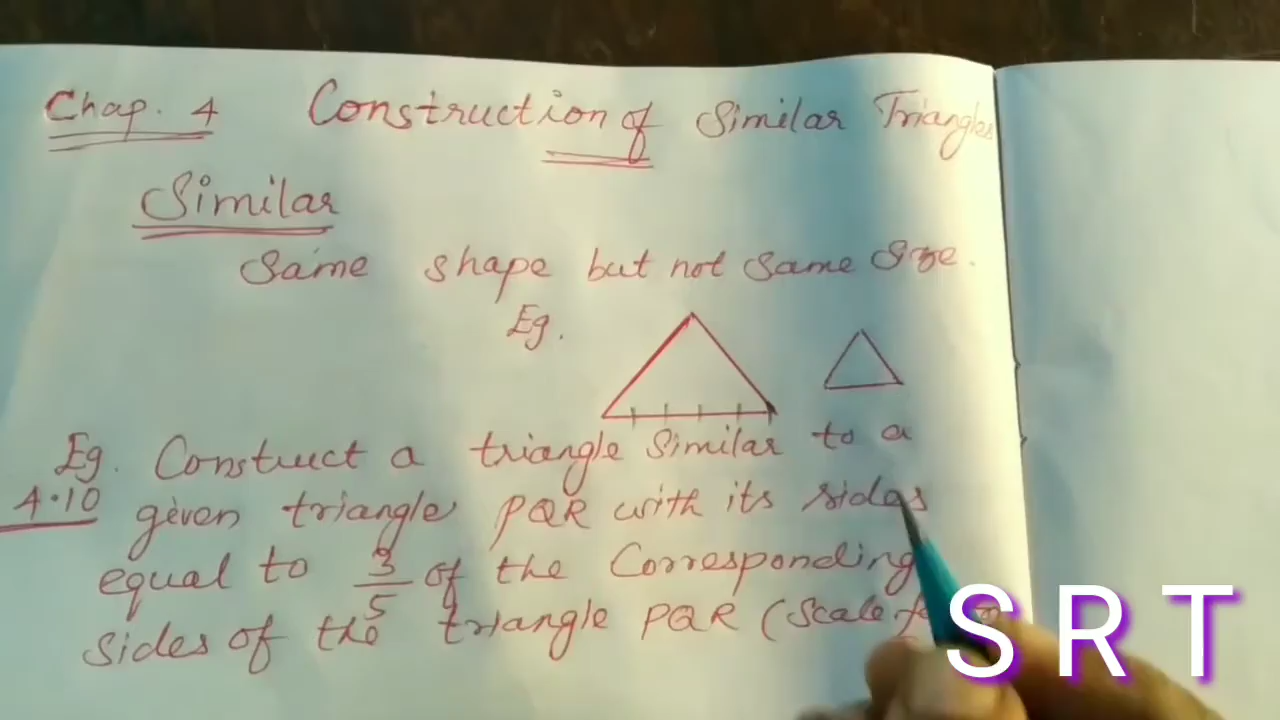 Chap. 4 Construction of Similar Triangles
Similar
Same shape but not same size.
Eg.
Eg. Construct a triangle similar to a
4.10 given triangle PQR with its sides
equal to 3/5 of the Corresponding
sides of the triangle PQR (Scale
S R T